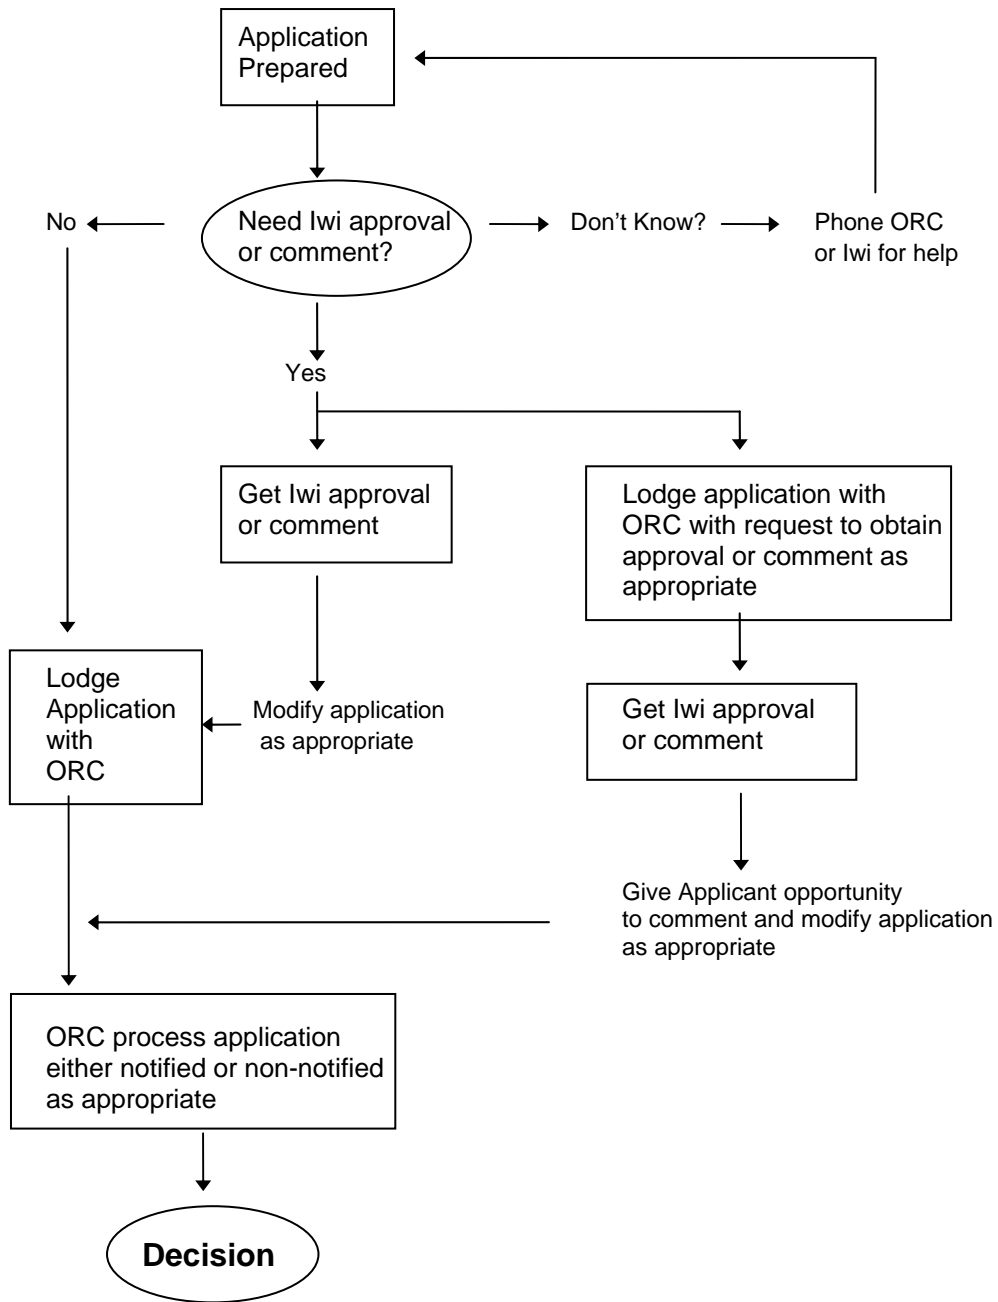 Application
Prepared
No
Need Iwi approval
or comment?
Don't Know?
Phone ORC
or Iwi for help
Yes
Get Iwi approval
or comment
Lodge application with
ORC with request to obtain
approval or comment as
appropriate
Lodge
Application
with
ORC
Modify application
as appropriate
Get Iwi approval
or comment
Give Applicant opportunity
to comment and modify application
as appropriate
ORC process application
either notified or non-notified
as appropriate
Decision